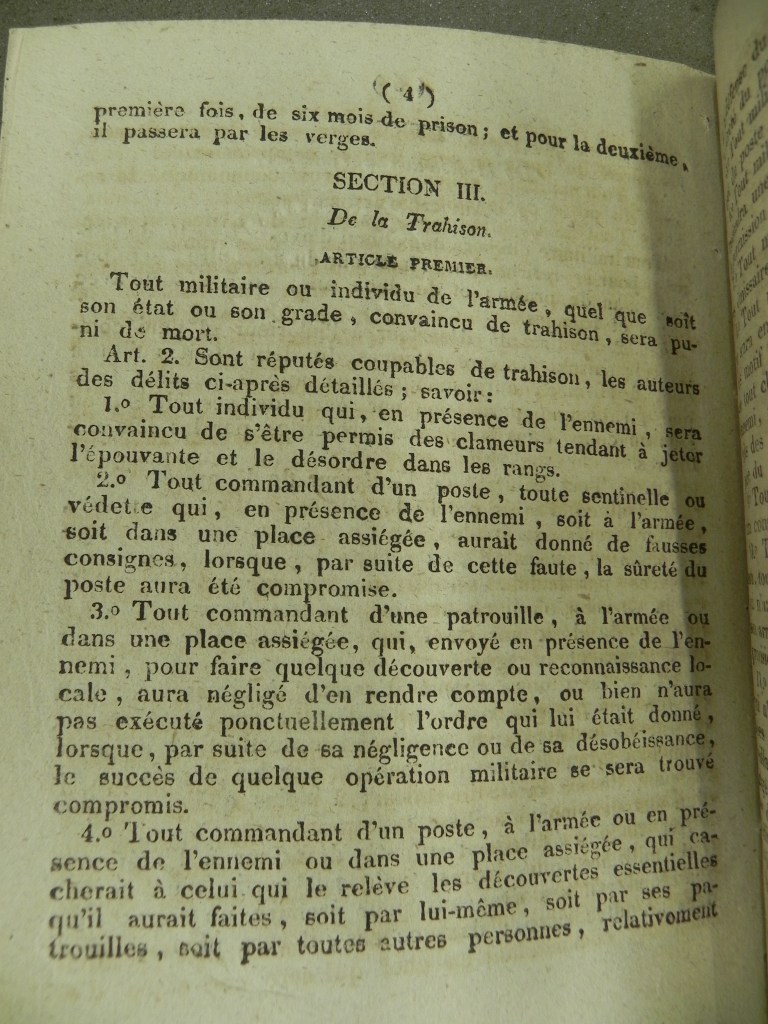 ( 4 )
première fois, de six mois de prison ; et pour la deuxième,
il passera par les verges.
SECTION III.
De la Trahison.
ARTICLE PREMIER.
Tout militaire ou individu de l'armée, quel que soit
son état ou son grade, convaincu de trahison, sera pu-
ni de mort.
Art. 2. Sont réputés coupables de trahison, les auteurs
des délits ci-après détaillés ; savoir :
1.º Tout individu qui, en présence de l'ennemi, sera
convaincu de s'être permis des clameurs tendant à jeter
l'épouvante et le désordre dans les rangs.
2.º Tout commandant d'un poste, toute sentinelle ou
vedette qui, en présence de l'ennemi, soit à l'armée,
soit dans une place assiégée, aurait donné de fausses
consignes, lorsque, par suite de cette faute, la sûreté du
poste aura été compromise.
3.º Tout commandant d'une patrouille, à l'armée ou
dans une place assiégée, qui, envoyé en présence de l'en-
nemi, pour faire quelque découverte ou reconnaissance lo-
cale, aura négligé d'en rendre compte, ou bien n'aura
pas exécuté ponctuellement l'ordre qui lui était donné,
lorsque, par suite de sa négligence ou de sa désobéissance,
le succès de quelque opération militaire se sera trouvé
compromis.
4.º Tout commandant d'un poste, à l'armée ou en pré-
sence de l'ennemi ou dans une place assiégée, qui ca-
cherait à celui qui le relève les découvertes essentielles
qu'il aurait faites, soit par lui-même, soit par ses pa-
trouilles, soit par toutes autres personnes, relativement